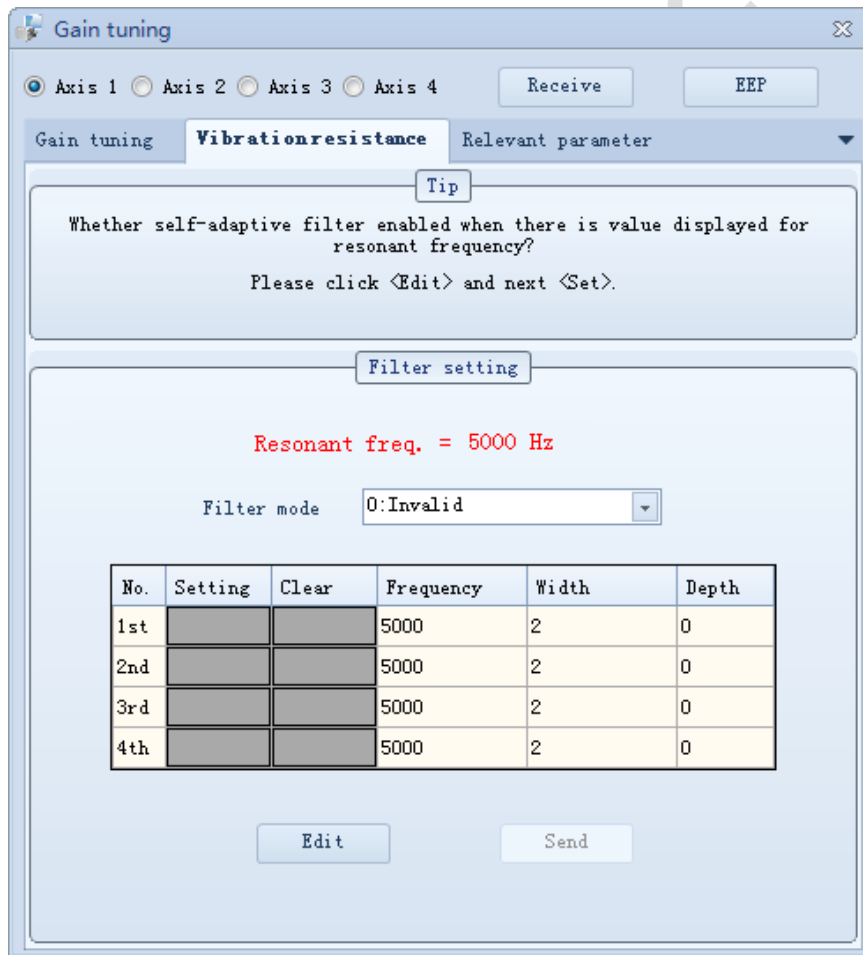 Gain tuning
Axis 1 Axis 2 Axis 3 Axis 4 Receive EEP
Gain tuning Vibrationresistance Relevant parameter
Tip
Whether self-adaptive filter enabled when there is value displayed for
resonant frequency?
Please click <Edit> and next <Set>.
Filter setting
Resonant freq. = 5000 Hz
Filter mode 0:Invalid
No. Setting Clear Frequency Width Depth
1st 5000 2 0
2nd 5000 2 0
3rd 5000 2 0
4th 5000 2 0
Edit Send